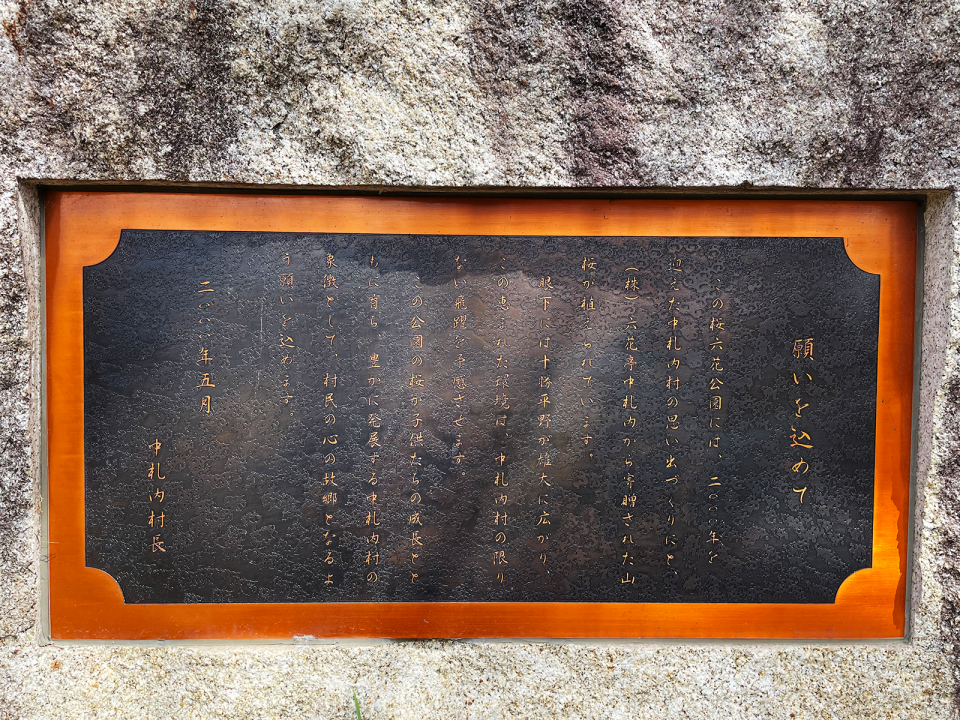 願いを込めて
この桜六花公園には、二〇〇〇年を
迎えた中札内村の思い出づくりにと、
(株)六花亭中札内から寄贈された山
桜が植えられています。
眼下には十勝平野が雄大に広がり、
この恵まれた環境は、中札内村の限り
ない飛躍を予感させます。
この公園の桜が子供たちの成長とと
もに育ち、豊かに発展する中札内村の
象徴として、村民の心の故郷となるよ
う願いを込めます。
二〇〇〇年五月
中札内村長